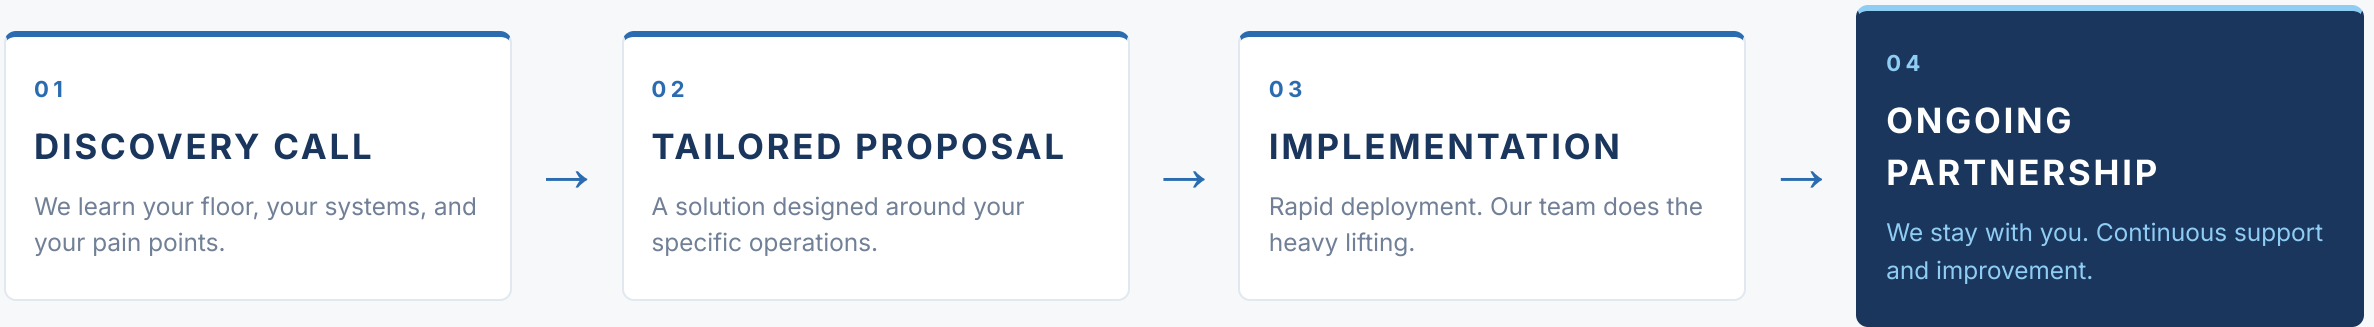 01
DISCOVERY CALL
We learn your floor, your systems, and
your pain points.
→
02
TAILORED PROPOSAL
A solution designed around your
specific operations.
→
03
IMPLEMENTATION
Rapid deployment. Our team does the
heavy lifting.
→
04
ONGOING
PARTNERSHIP
We stay with you. Continuous support
and improvement.